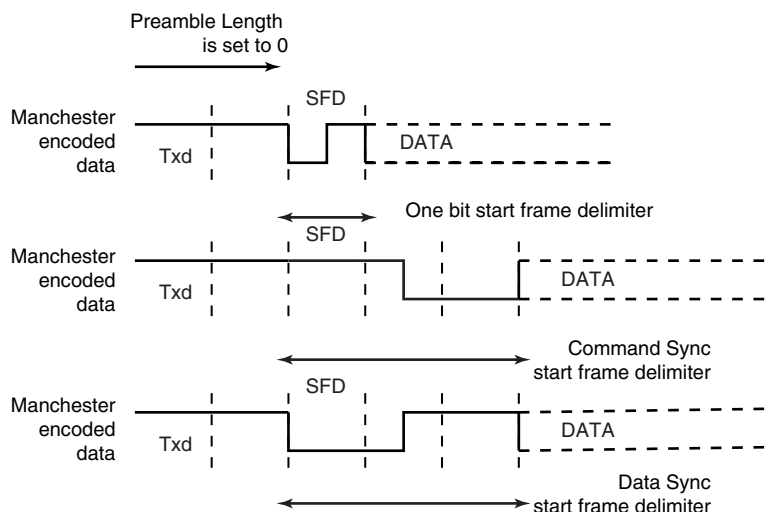 Preamble Length
is set to 0
SFD
Manchester
encoded
data
Txd
DATA
One bit start frame delimiter
SFD
Manchester
encoded
data
Txd
DATA
Command Sync
start frame delimiter
SFD
Manchester
encoded
data
Txd
DATA
Data Sync
start frame delimiter